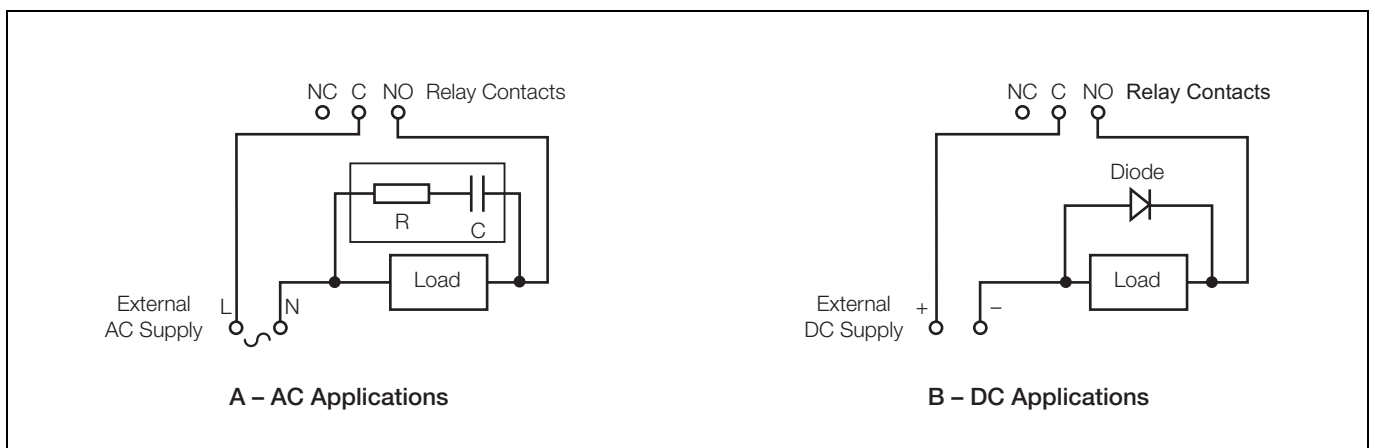 NC C NO Relay Contacts
R
C
Load
External
AC Supply
L
N
A – AC Applications
NC C NO Relay Contacts
Diode
Load
External
DC Supply
+
–
B – DC Applications